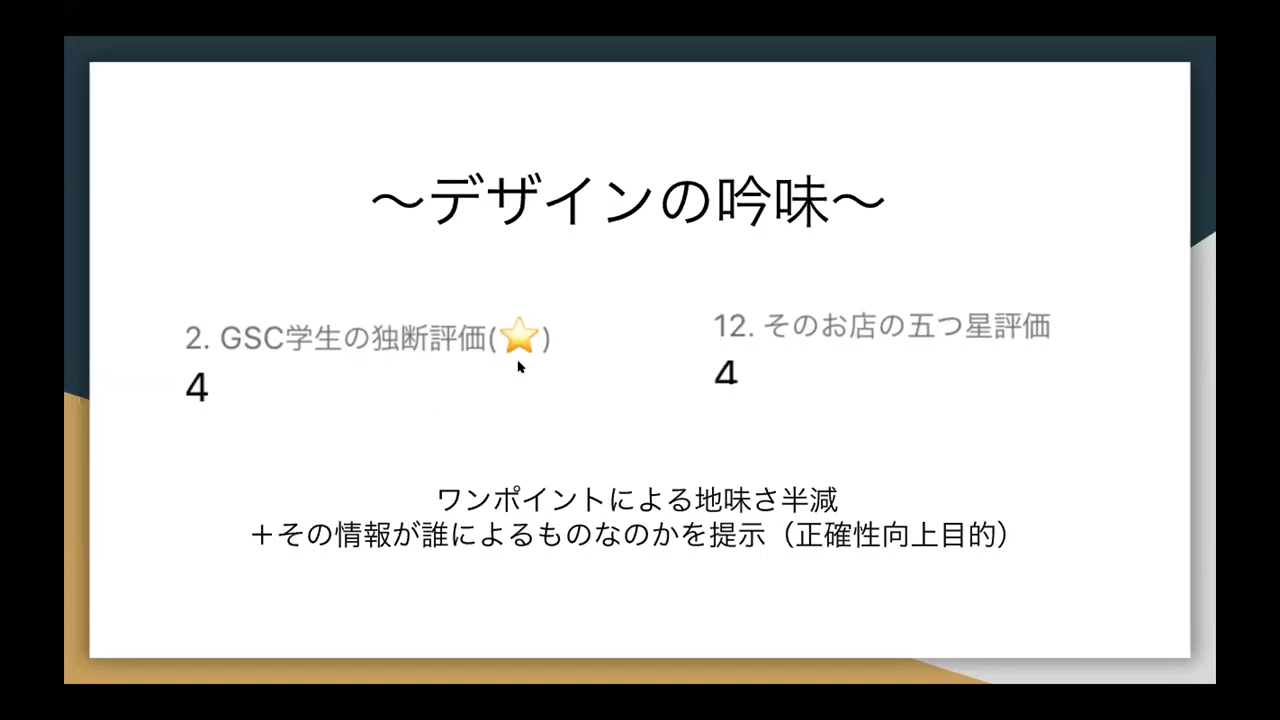 ～デザインの吟味～
2. GSC学生の独断評価(⭐)
4
12. そのお店の五つ星評価
4
ワンポイントによる地味さ半減
＋その情報が誰によるものなのかを提示（正確性向上目的）